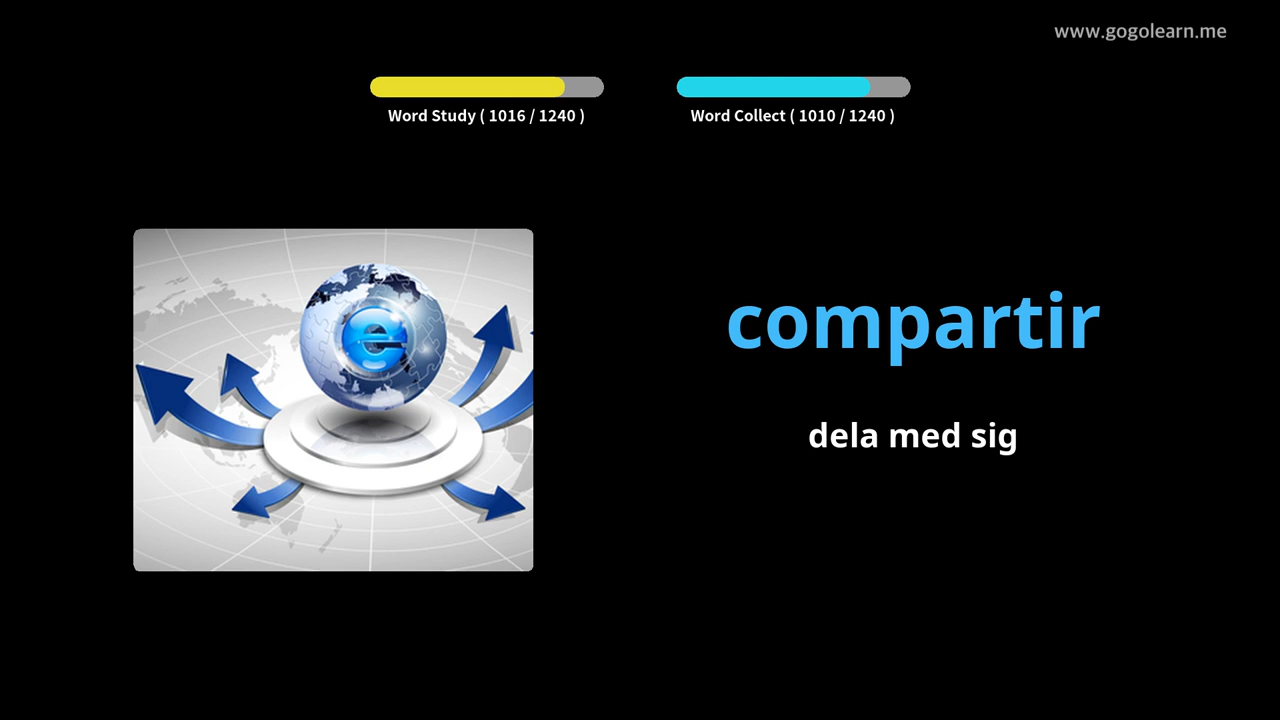 www.gogolearn.me
Word Study ( 1016 / 1240 )
Word Collect ( 1010 / 1240 )
e
compartir
dela med sig